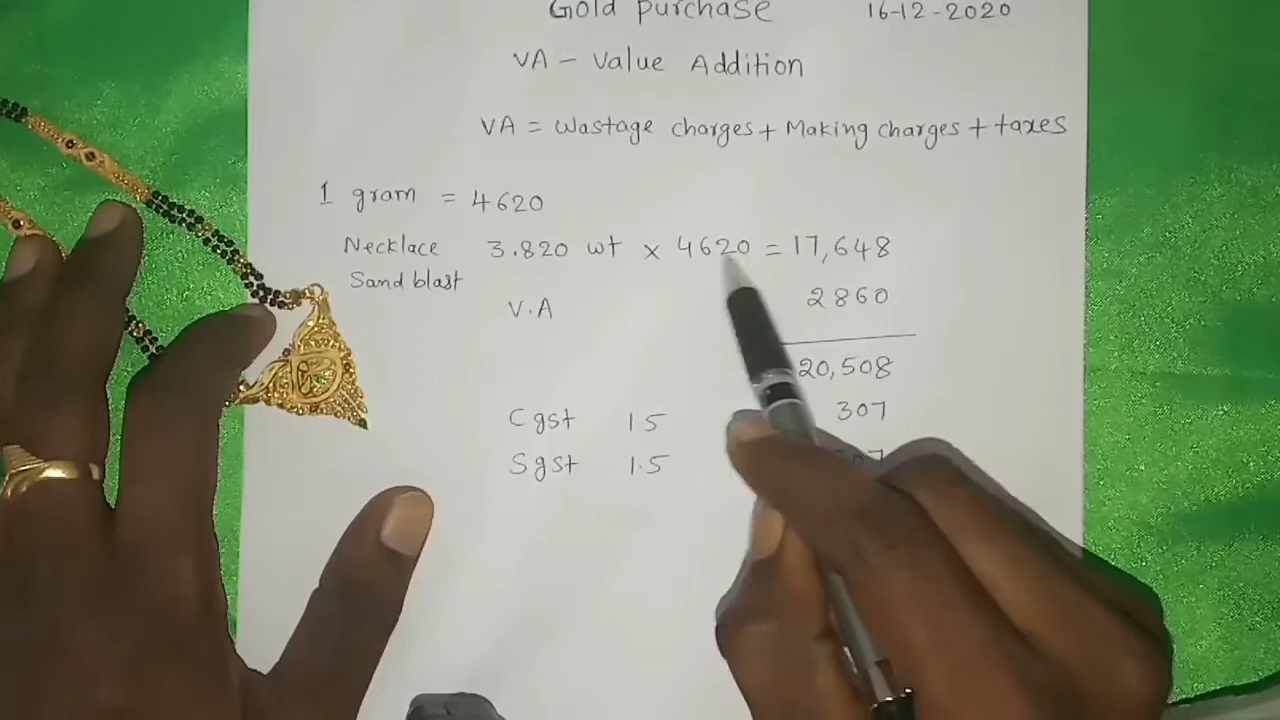 Gold purchase 16-12-2020
VA - Value Addition
VA = Wastage charges + Making charges + taxes
1 gram = 4620
Necklace 3.820 wt x 4620 = 17,648
Sand blast
V.A 2860
20,508
Cgst 1 5 307
Sgst 1.5